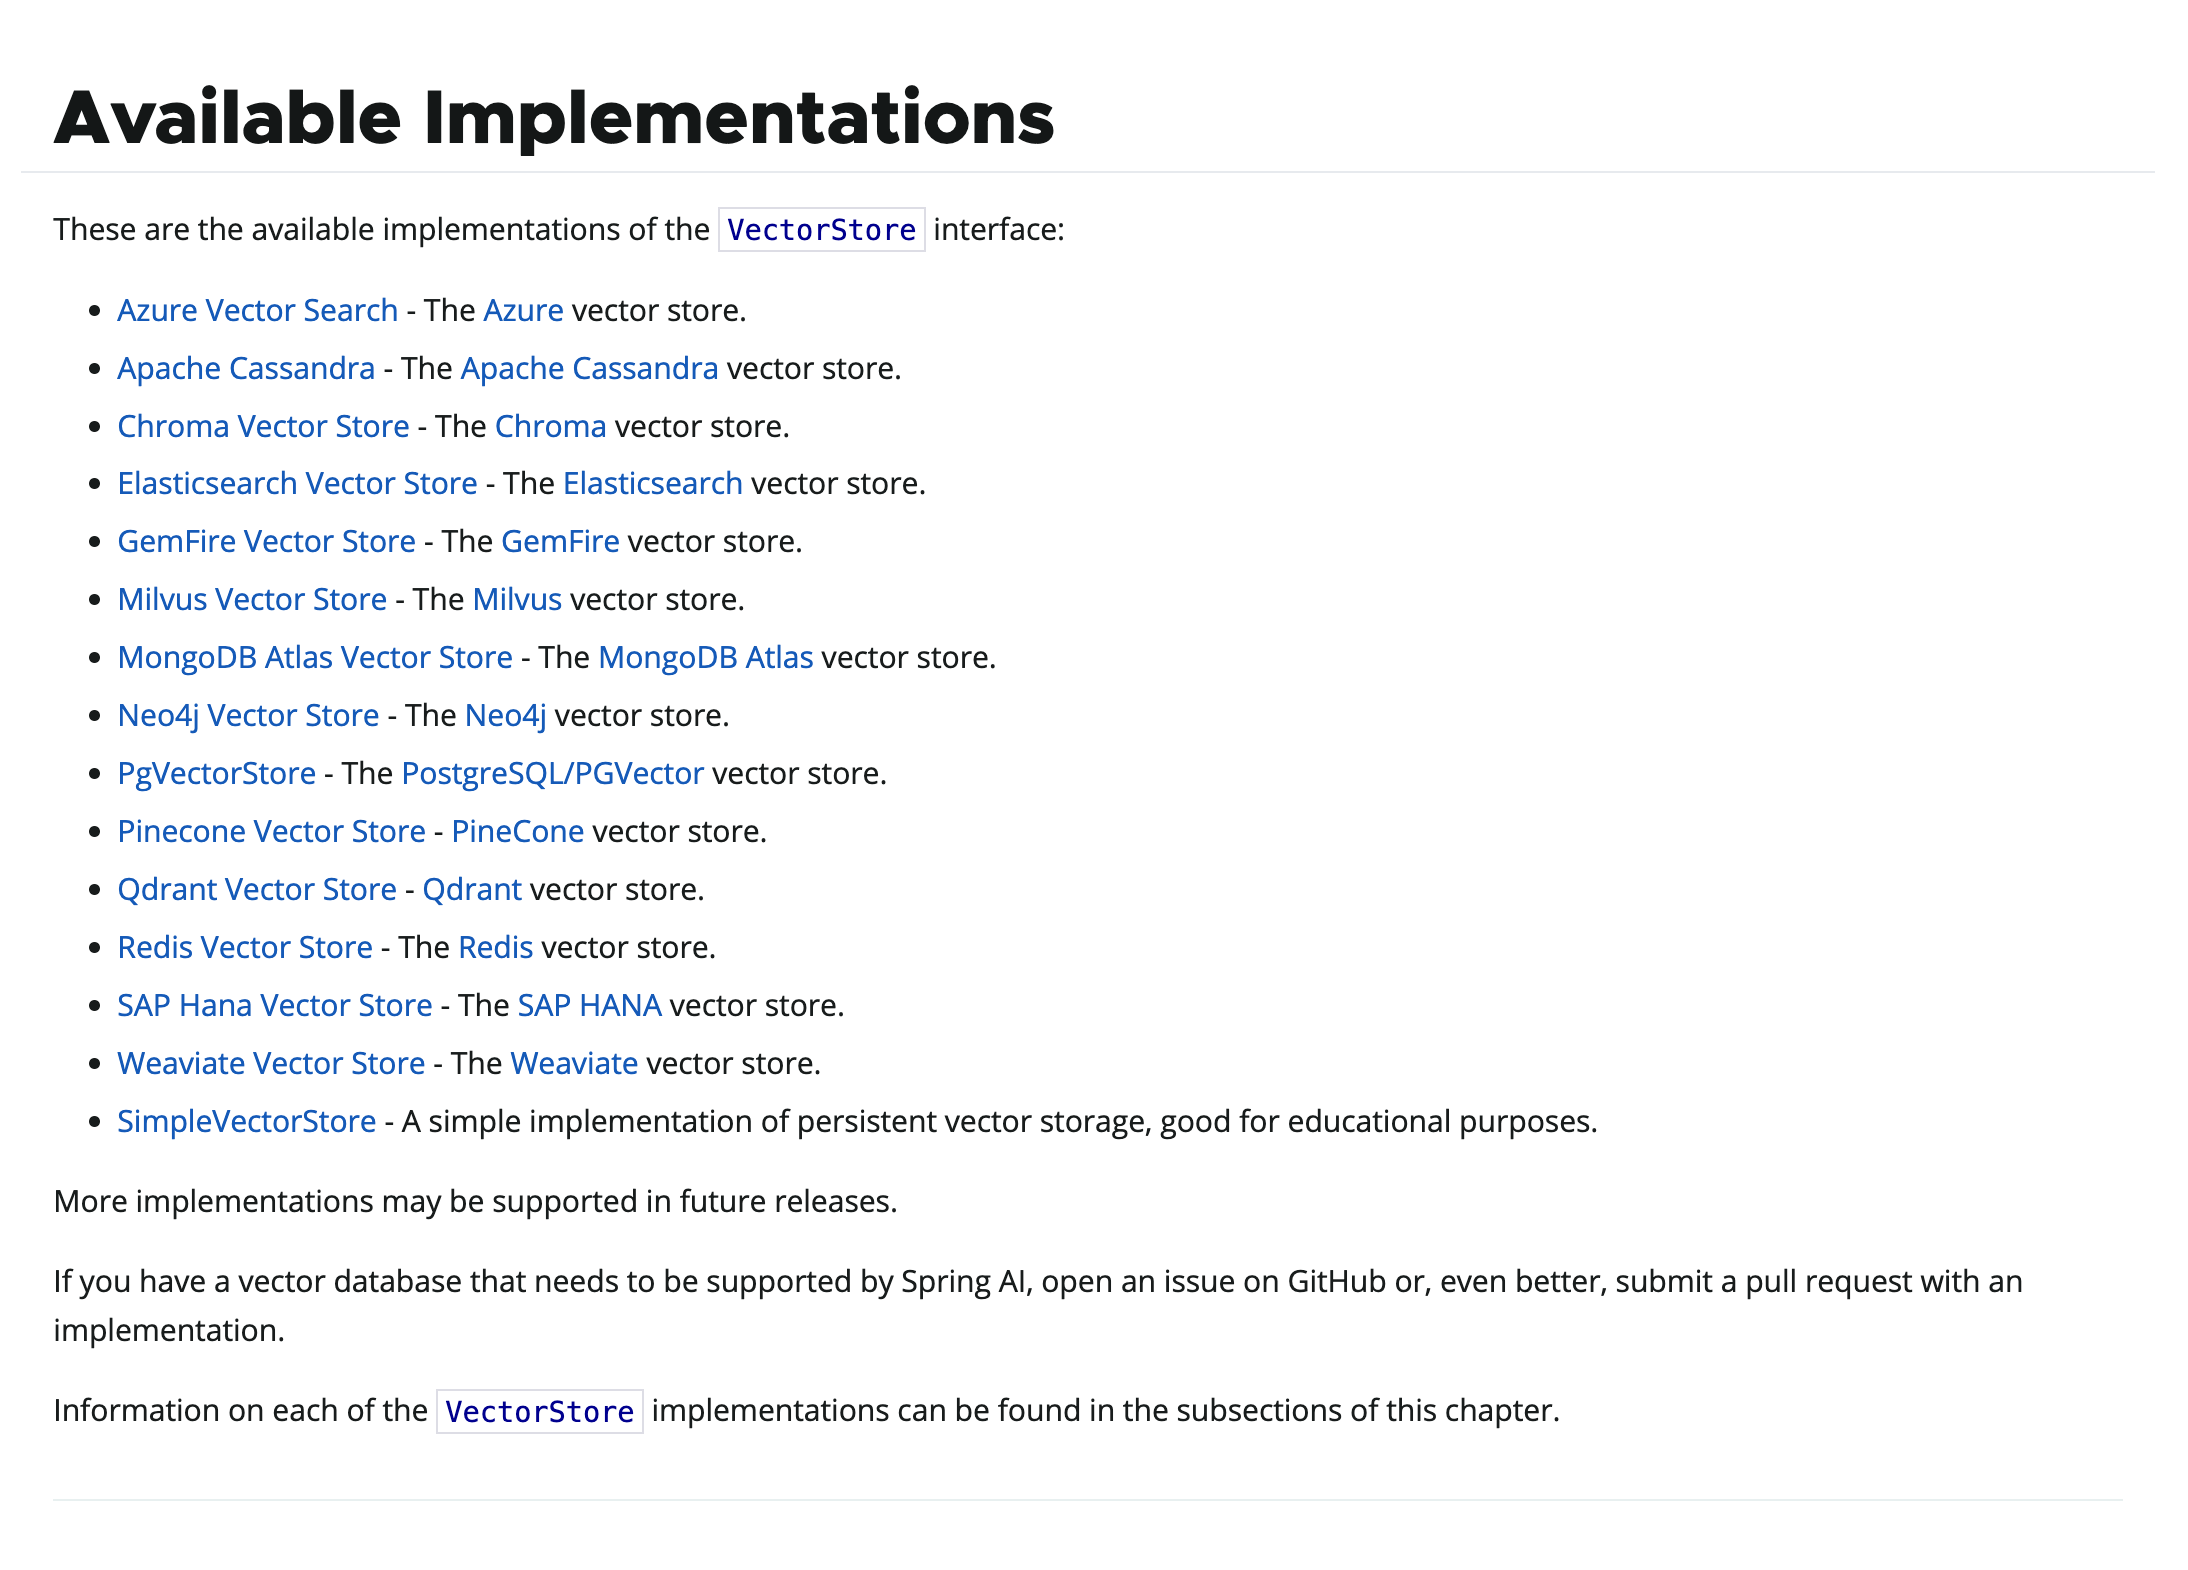 Available Implementations
These are the available implementations of the VectorStore interface:
• Azure Vector Search - The Azure vector store.
• Apache Cassandra - The Apache Cassandra vector store.
• Chroma Vector Store - The Chroma vector store.
• Elasticsearch Vector Store - The Elasticsearch vector store.
• GemFire Vector Store - The GemFire vector store.
• Milvus Vector Store - The Milvus vector store.
• MongoDB Atlas Vector Store - The MongoDB Atlas vector store.
• Neo4j Vector Store - The Neo4j vector store.
• PgVectorStore - The PostgreSQL/PGVector vector store.
• Pinecone Vector Store - PineCone vector store.
• Qdrant Vector Store - Qdrant vector store.
• Redis Vector Store - The Redis vector store.
• SAP Hana Vector Store - The SAP HANA vector store.
• Weaviate Vector Store - The Weaviate vector store.
• SimpleVectorStore - A simple implementation of persistent vector storage, good for educational purposes.
More implementations may be supported in future releases.
If you have a vector database that needs to be supported by Spring AI, open an issue on GitHub or, even better, submit a pull request with an
implementation.
Information on each of the VectorStore implementations can be found in the subsections of this chapter.